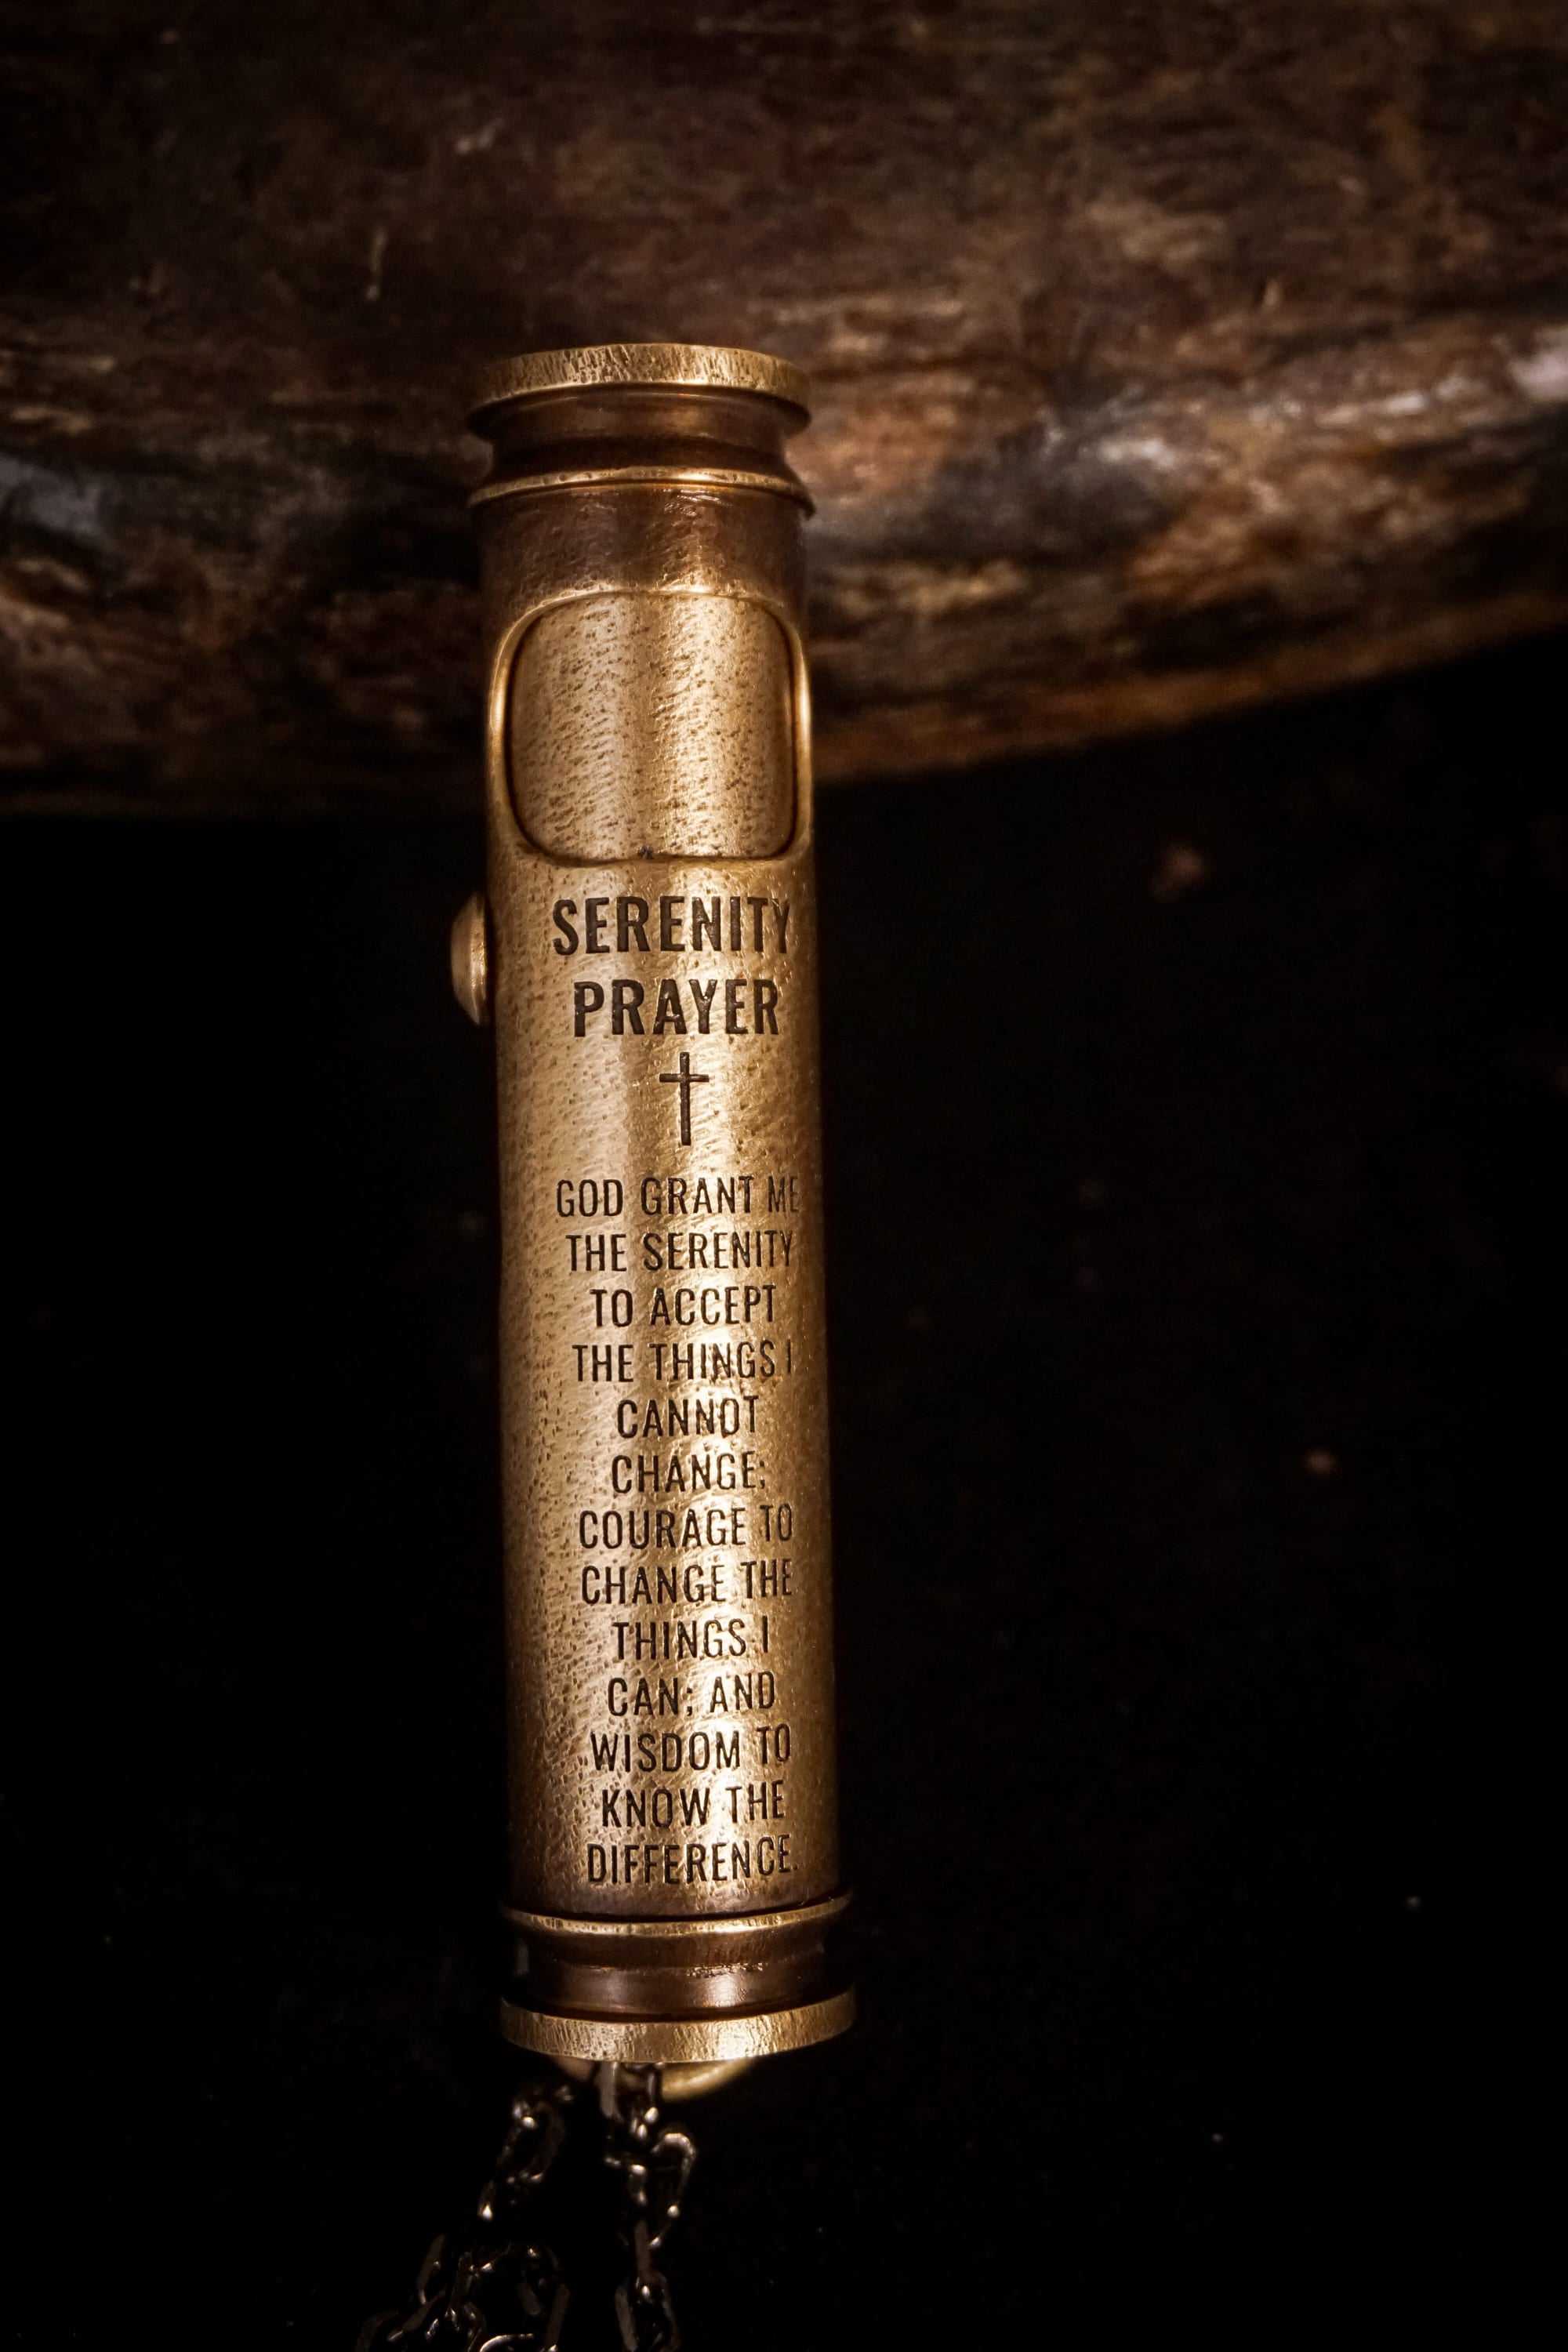 SERENITY
PRAYER
GOD GRANT ME
THE SERENITY
TO ACCEPT
THE THINGS I
CANNOT
CHANGE;
COURAGE TO
CHANGE THE
THINGS I
CAN; AND
WISDOM TO
KNOW THE
DIFFERENCE.